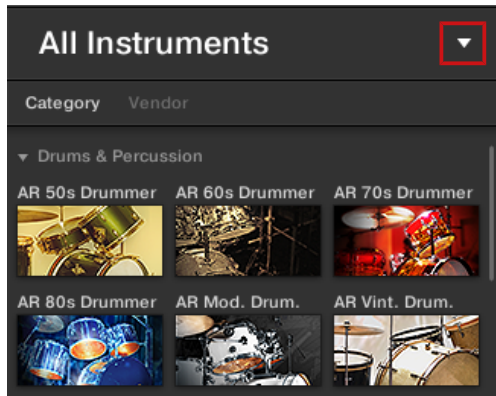 All Instruments
Category Vendor
Drums & Percussion
AR 50s Drummer AR 60s Drummer AR 70s Drummer
AR 80s Drummer AR Mod. Drum. AR Vint. Drum.